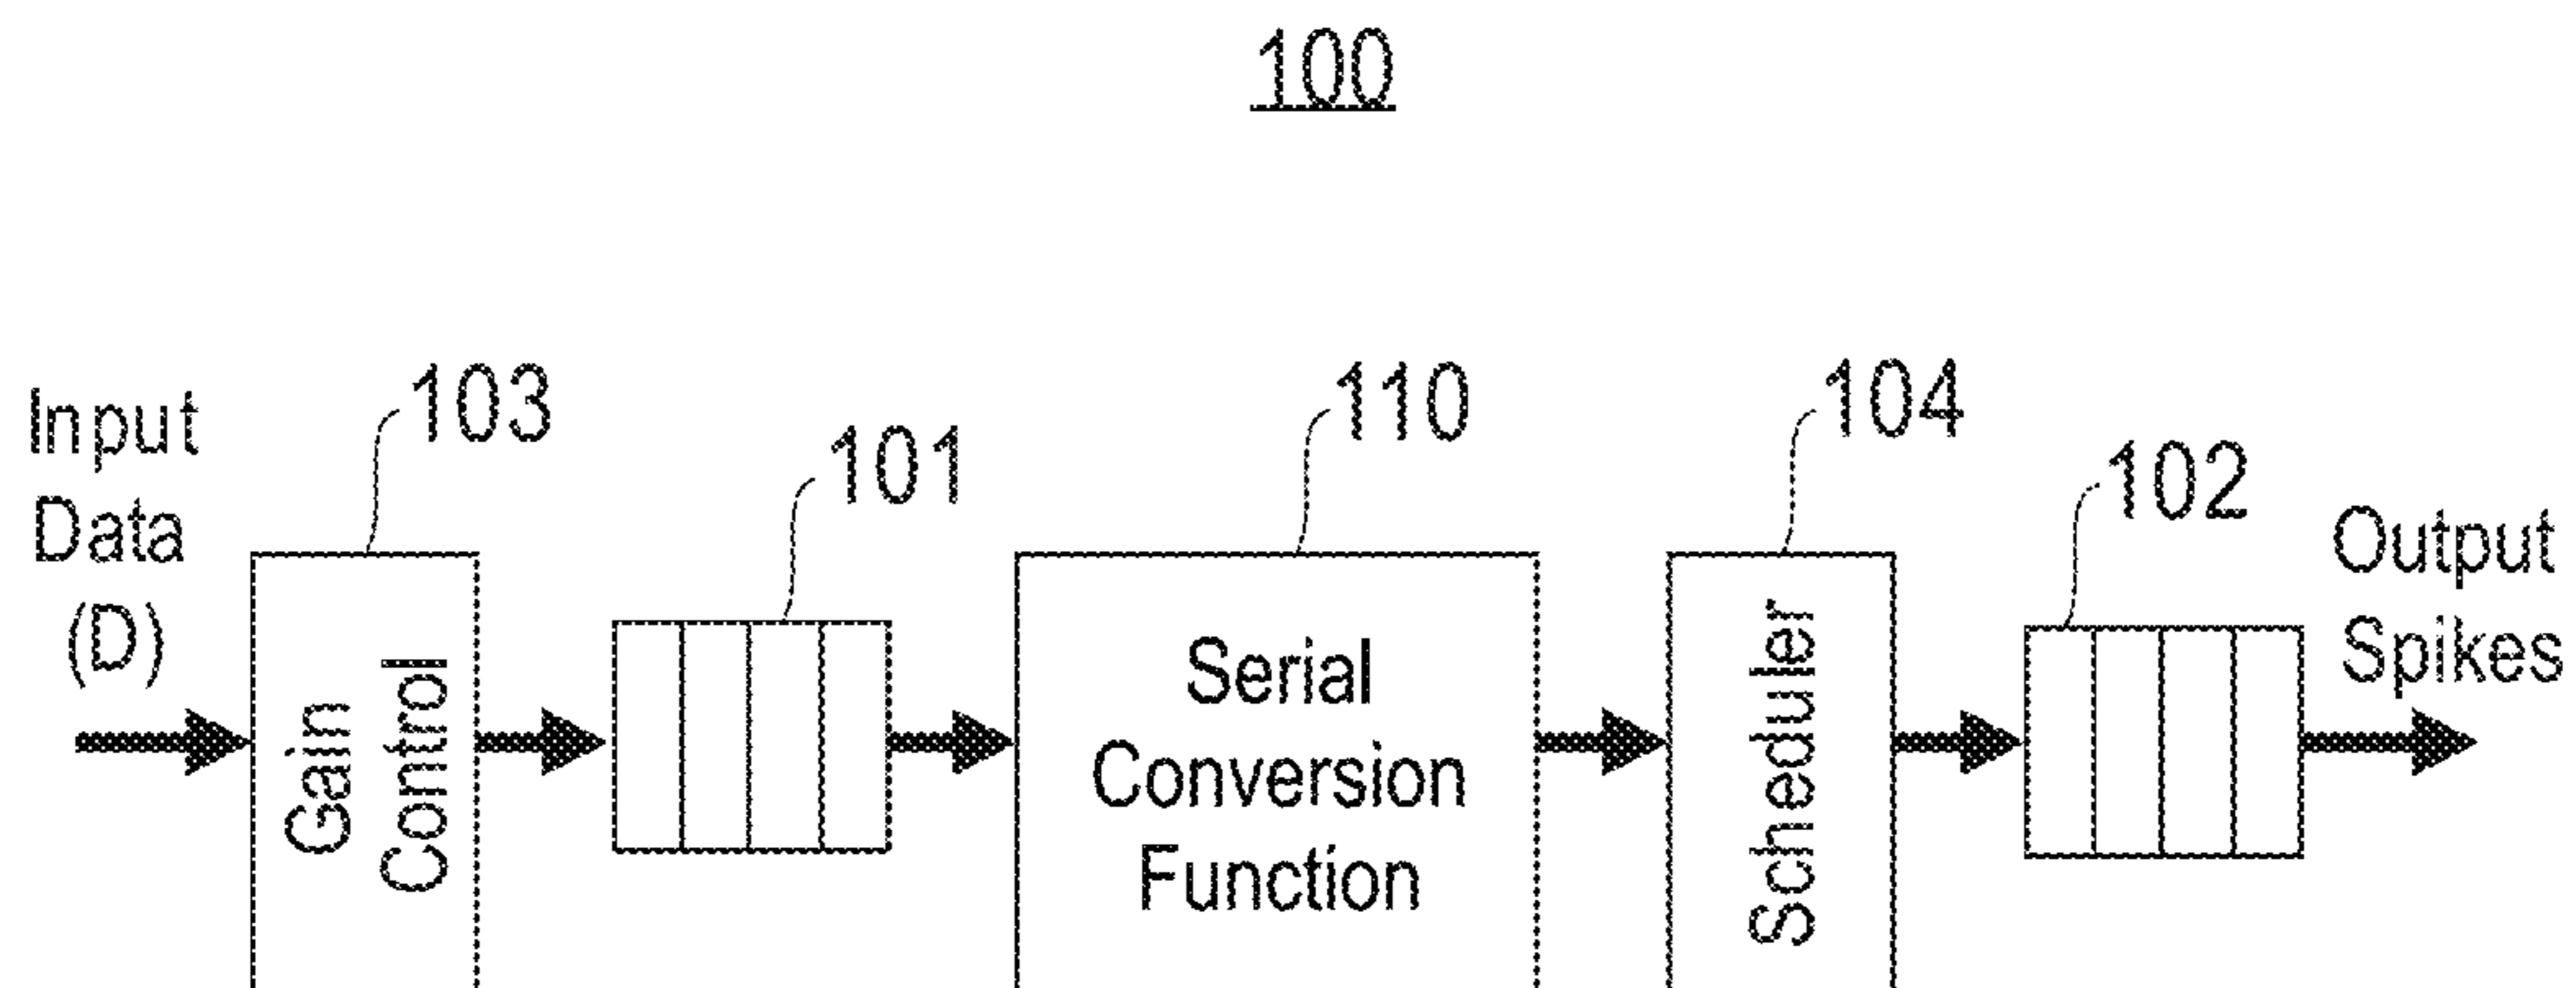 100
Input
Data
(D)
103
Gain
Control
101
110
Serial
Conversion
Function
104
Scheduler
102
Output
Spikes